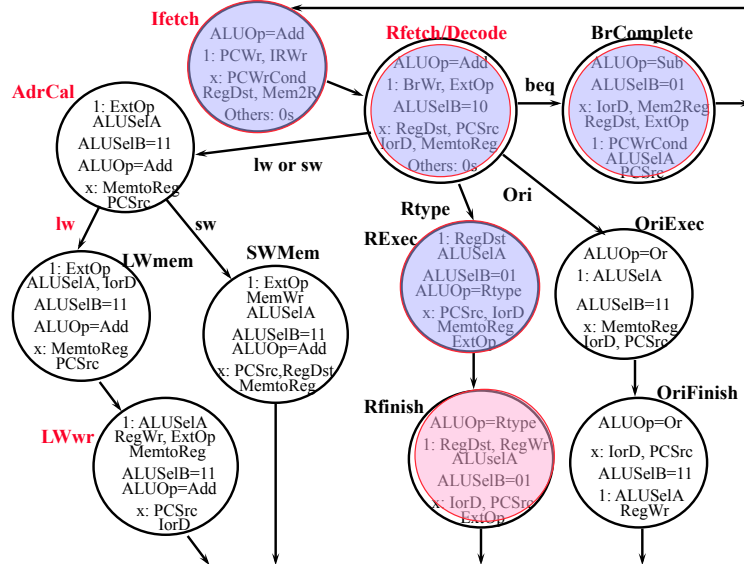 Ifetch
ALUOp=Add
1: PCWr, IRWr
x: PCWrCond
RegDst, Mem2R
Others: 0s
Rfetch/Decode
ALUOp=Add
1: BrWr, ExtOp
ALUSelB=10
x: RegDst, PCSrc
IorD, MemtoReg
Others: 0s
beq
BrComplete
ALUOp=Sub
ALUSelB=01
x: IorD, Mem2Reg
RegDst, ExtOp
1: PCWrCond
ALUSelA
PCSrc
AdrCal
1: ExtOp
ALUSelA
ALUSelB=11
ALUOp=Add
x: MemtoReg
PCSrc
lw or sw
Rtype
Ori
lw
sw
LWmem
1: ExtOp
ALUSelA, IorD
ALUSelB=11
ALUOp=Add
x: MemtoReg
PCSrc
SWMem
1: ExtOp
MemWr
ALUSelA
ALUSelB=11
ALUOp=Add
x: PCSrc,RegDst
MemtoReg
RExec
1: RegDst
ALUSelA
ALUSelB=01
ALUOp=Rtype
x: PCSrc, IorD
MemtoReg
ExtOp
OriExec
ALUOp=Or
1: ALUSelA
ALUSelB=11
x: MemtoReg
IorD, PCSrc
LWwr
1: ALUSelA
RegWr, ExtOp
MemtoReg
ALUSelB=11
ALUOp=Add
x: PCSrc
IorD
Rfinish
ALUOp=Rtype
1: RegDst, RegWr
ALUselA
ALUSelB=01
x: IorD, PCSrc
ExtOp
OriFinish
ALUOp=Or
x: IorD, PCSrc
ALUSelB=11
1: ALUSelA
RegWr